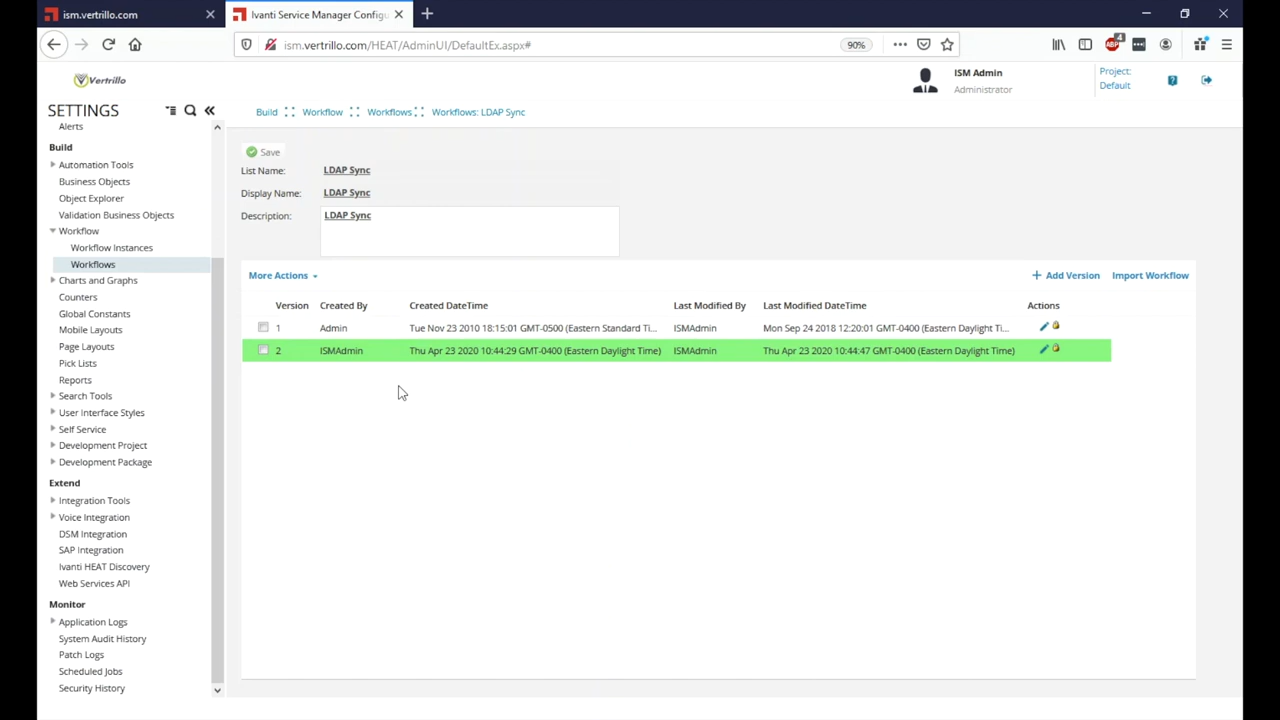 ism.vertrillo.com
Ivanti Service Manager Configu
ism.vertrillo.com/HEAT/AdminUI/DefaultEx.aspx#
90%
ABP
4
Vertrillo
ISM Admin
Administrator
Project:
Default
SETTINGS
Build
Workflow
Workflows
Workflows: LDAP Sync
Alerts
Build
Automation Tools
Business Objects
Object Explorer
Validation Business Objects
Workflow
Workflow Instances
Workflows
Charts and Graphs
Counters
Global Constants
Mobile Layouts
Page Layouts
Pick Lists
Reports
Search Tools
User Interface Styles
Self Service
Development Project
Development Package
Extend
Integration Tools
Voice Integration
DSM Integration
SAP Integration
Ivanti HEAT Discovery
Web Services API
Monitor
Application Logs
System Audit History
Patch Logs
Scheduled Jobs
Security History
Save
List Name: LDAP Sync
Display Name: LDAP Sync
Description: LDAP Sync
More Actions
+ Add Version Import Workflow
Version Created By Created DateTime Last Modified By Last Modified DateTime Actions
1 Admin Tue Nov 23 2010 18:15:01 GMT-0500 (Eastern Standard Ti... ISMAdmin Mon Sep 24 2018 12:20:01 GMT-0400 (Eastern Daylight Ti...
2 ISMAdmin Thu Apr 23 2020 10:44:29 GMT-0400 (Eastern Daylight Time) ISMAdmin Thu Apr 23 2020 10:44:47 GMT-0400 (Eastern Daylight Time)